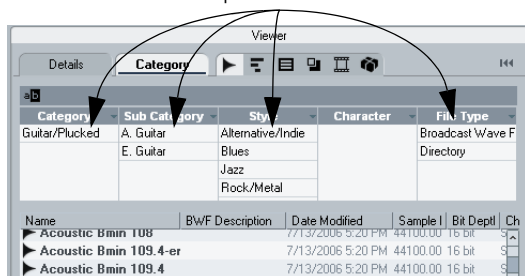 Viewer
Details Category
ab
Category Sub Category Style Character File Type
Guitar/Plucked A. Guitar Alternative/Indie Broadcast Wave F
E. Guitar Blues Directory
Jazz
Rock/Metal
Name BWF Description Date Modified Sample I Bit Deptl Ch
Acoustic Bmin 108 7/13/2006 5:20 PM 44100.00 16 bit S
Acoustic Bmin 109.4-er 7/13/2006 5:20 PM 44100.00 16 bit S
Acoustic Bmin 109.4 7/13/2006 5:20 PM 44100.00 16 bit S